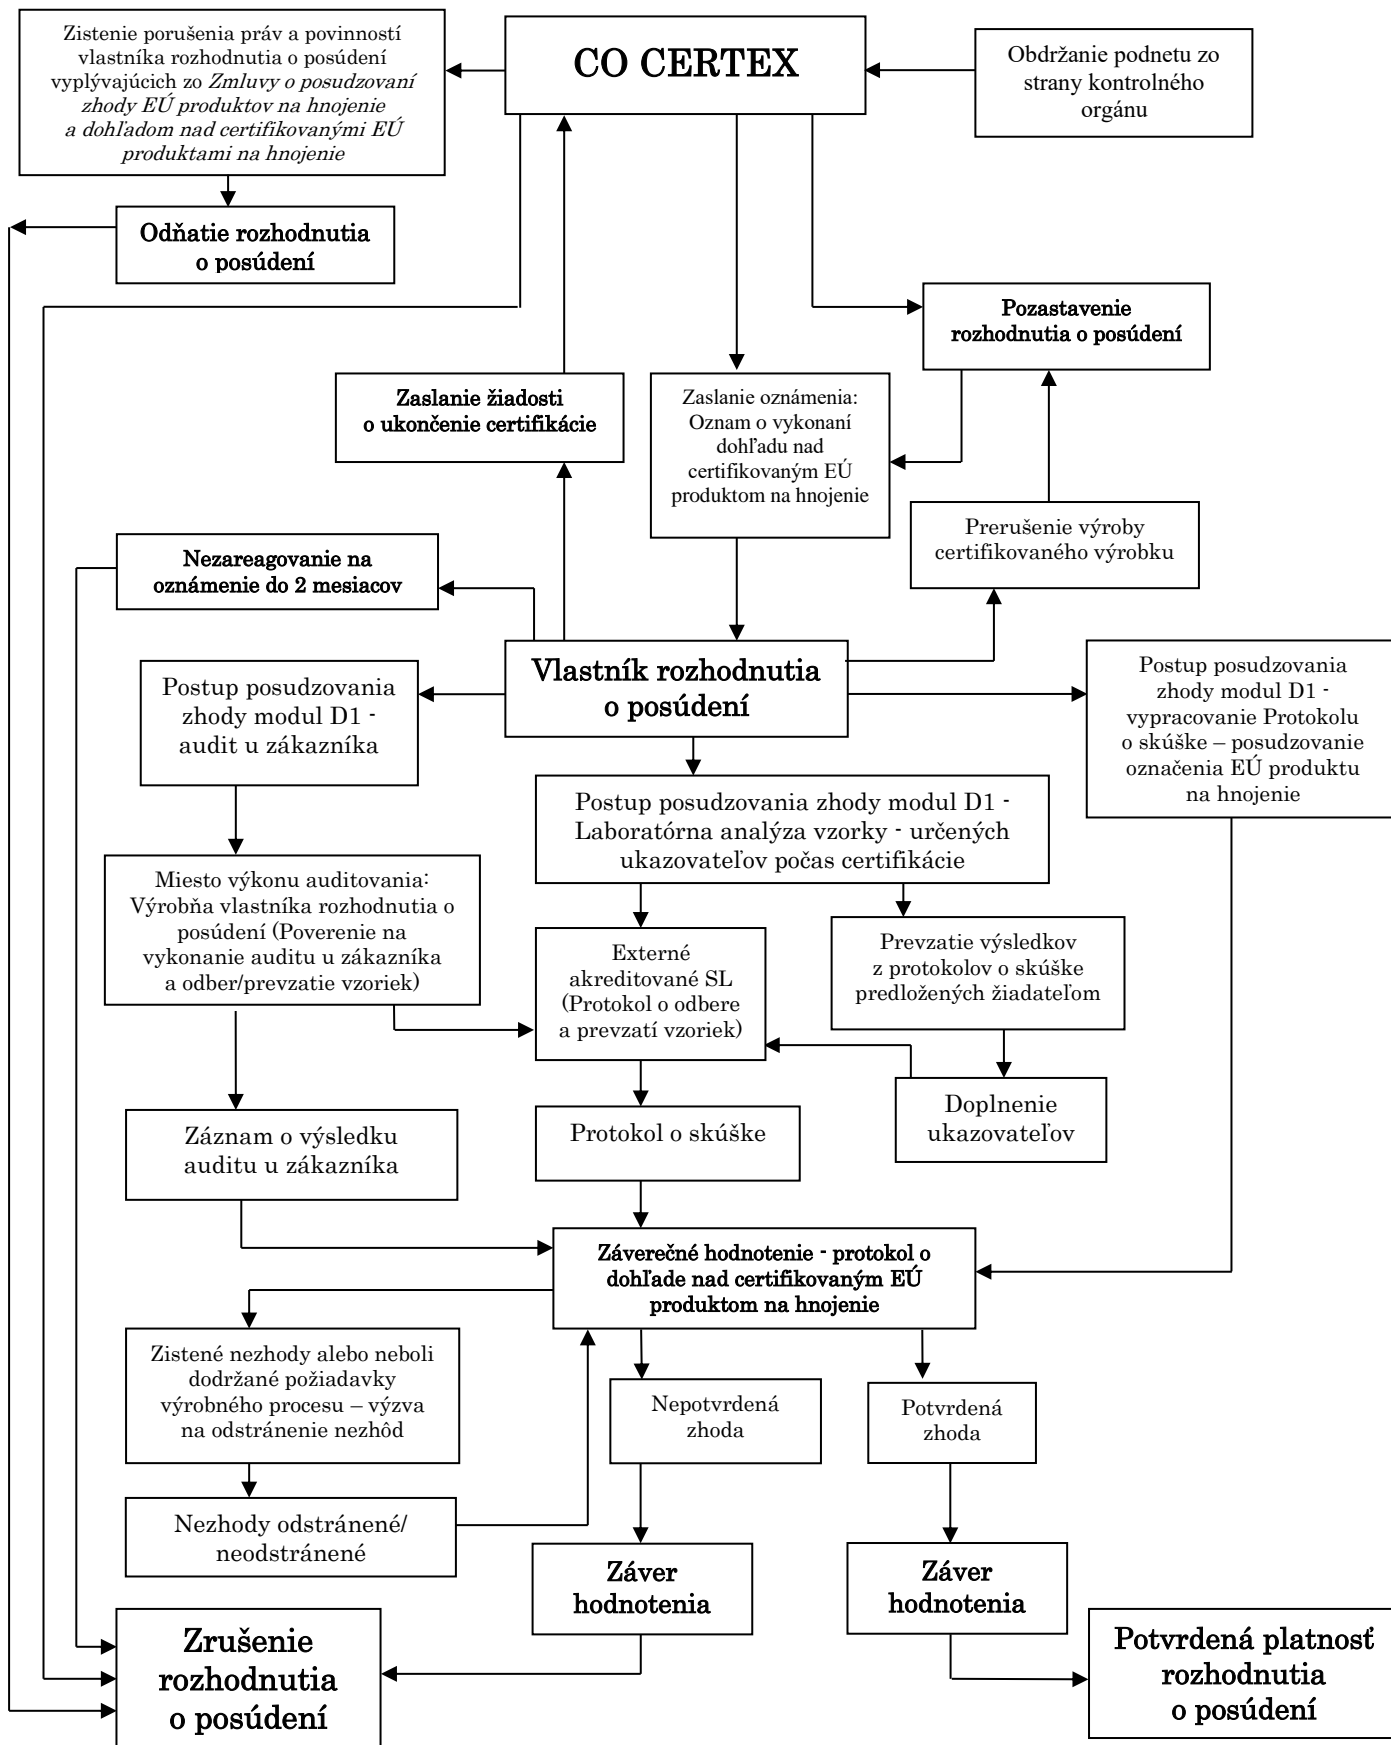 Zistenie porušenia práv a povinností
vlastníka rozhodnutia o posúdení
vyplývajúcich zo Zmluvy o posudzovaní
zhody EÚ produktov na hnojenie
a dohľadom nad certifikovanými EÚ
produktami na hnojenie
CO CERTEX
Obdržanie podnetu zo
strany kontrolného
orgánu
Odňatie rozhodnutia
o posúdení
Pozastavenie
rozhodnutia o posúdení
Zaslanie žiadosti
o ukončenie certifikácie
Zaslanie oznámenia:
Oznam o vykonaní
dohľadu nad
certifikovaným EÚ
produktom na hnojenie
Prerušenie výroby
certifikovaného výrobku
Nezareagovanie na
oznámenie do 2 mesiacov
Vlastník rozhodnutia
o posúdení
Postup posudzovania
zhody modul D1 -
audit u zákazníka
Postup posudzovania
zhody modul D1 -
vypracovanie Protokolu
o skúške – posudzovanie
označenia EÚ produktu
na hnojenie
Postup posudzovania zhody modul D1 -
Laboratórna analýza vzorky - určených
ukazovateľov počas certifikácie
Miesto výkonu auditovania:
Výrobňa vlastníka rozhodnutia o
posúdení (Poverenie na
vykonanie auditu u zákazníka
a odber/prevzatie vzoriek)
Externé
akreditované SL
(Protokol o odbere
a prevzatí vzoriek)
Prevzatie výsledkov
z protokolov o skúške
predložených žiadateľom
Doplnenie
ukazovateľov
Záznam o výsledku
auditu u zákazníka
Protokol o skúške
Záverečné hodnotenie - protokol o
dohľade nad certifikovaným EÚ
produktom na hnojenie
Zistené nezhody alebo neboli
dodržané požiadavky
výrobného procesu – výzva
na odstránenie nezhôd
Nepotvrdená
zhoda
Potvrdená
zhoda
Nezhody odstránené/
neodstránené
Záver
hodnotenia
Záver
hodnotenia
Zrušenie
rozhodnutia
o posúdení
Potvrdená platnosť
rozhodnutia
o posúdení